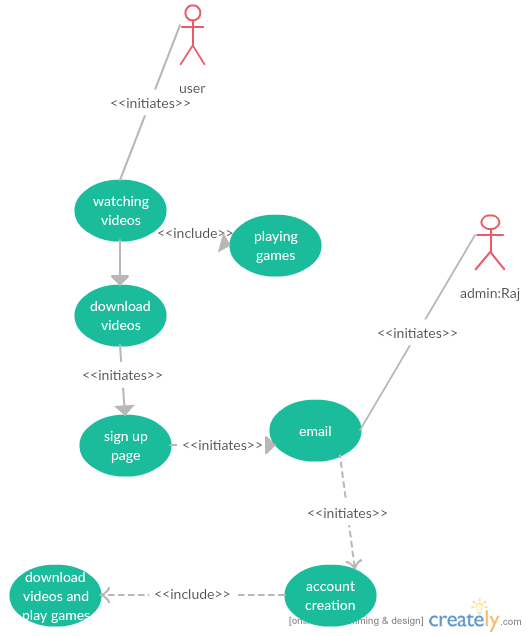 user
<<initiates>>
watching
videos
<<include>>
playing
games
admin:Raj
download
videos
<<initiates>>
<<initiates>>
sign up
page
<<initiates>>
email
<<initiates>>
download
videos and
play games
<<include>>
account
creation
[online & design]
creately.com